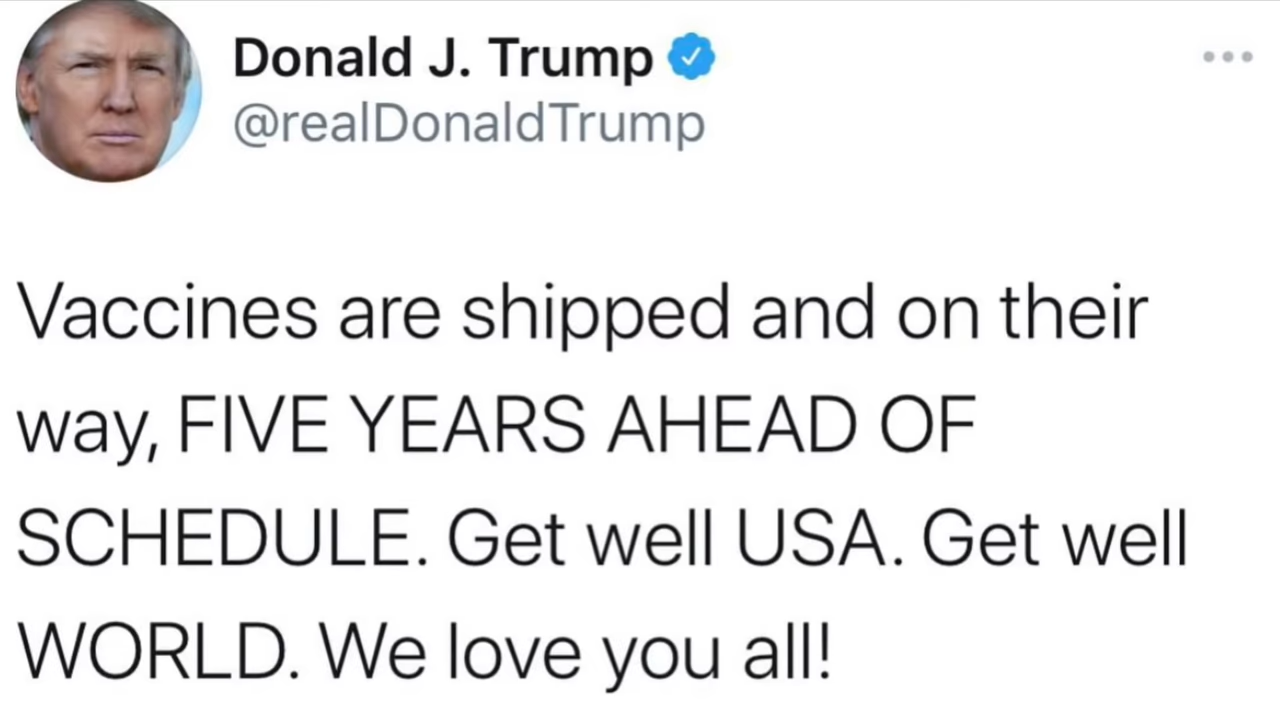 Donald J. Trump
@realDonaldTrump
Vaccines are shipped and on their
way, FIVE YEARS AHEAD OF
SCHEDULE. Get well USA. Get well
WORLD. We love you all!